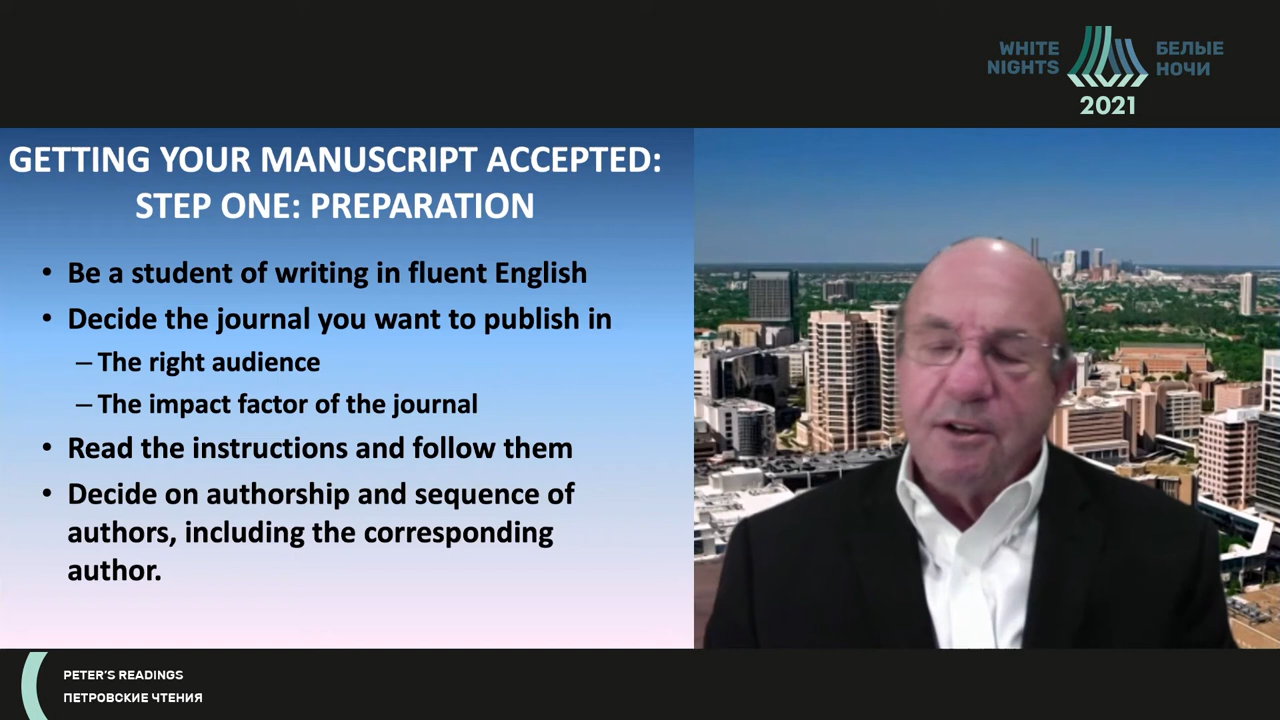 WHITE NIGHTS
БЕЛЫЕ НОЧИ
2021
GETTING YOUR MANUSCRIPT ACCEPTED:
STEP ONE: PREPARATION
• Be a student of writing in fluent English
• Decide the journal you want to publish in
– The right audience
– The impact factor of the journal
• Read the instructions and follow them
• Decide on authorship and sequence of
authors, including the corresponding
author.
PETER'S READINGS
ПЕТРОВСКИЕ ЧТЕНИЯ